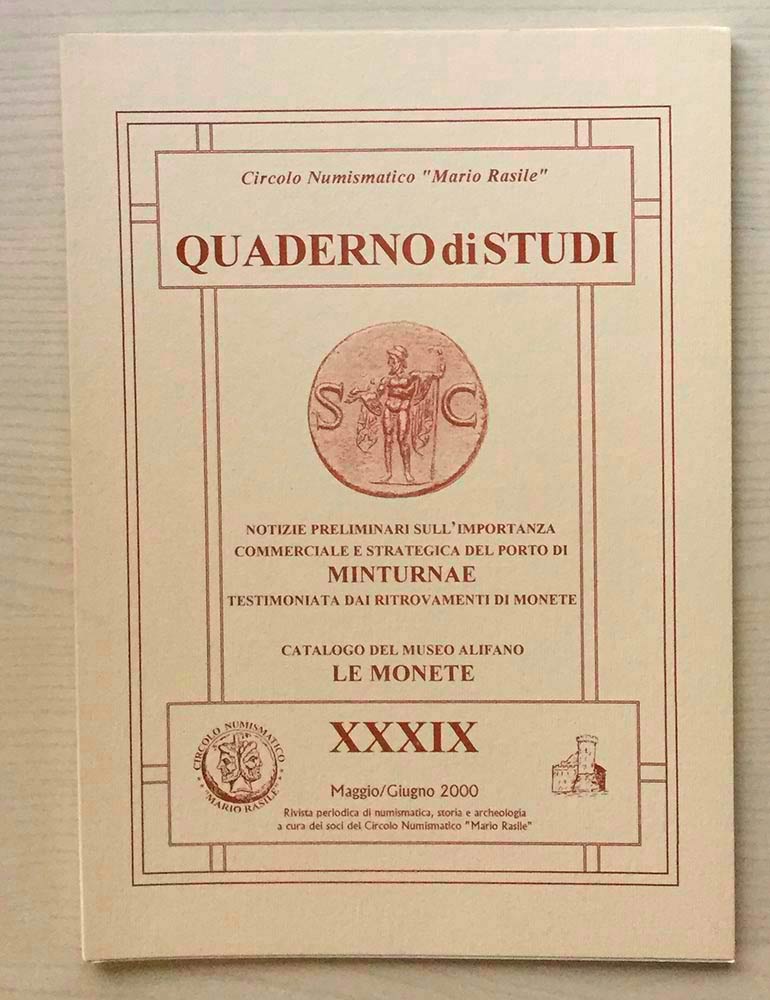 Circolo Numismatico "Mario Rasile"
QUADERNO di STUDI
S C
NOTIZIE PRELIMINARI SULL'IMPORTANZA
COMMERCIALE E STRATEGICA DEL PORTO DI
MINTURNAE
TESTIMONIATA DAI RITROVAMENTI DI MONETE
CATALOGO DEL MUSEO ALIFANO
LE MONETE
XXXIX
CIRCOLO NUMISMATICO
"MARIO RASILE"
Maggio/Giugno 2000
Rivista periodica di numismatica, storia e archeologia
a cura dei soci del Circolo Numismatico "Mario Rasile"